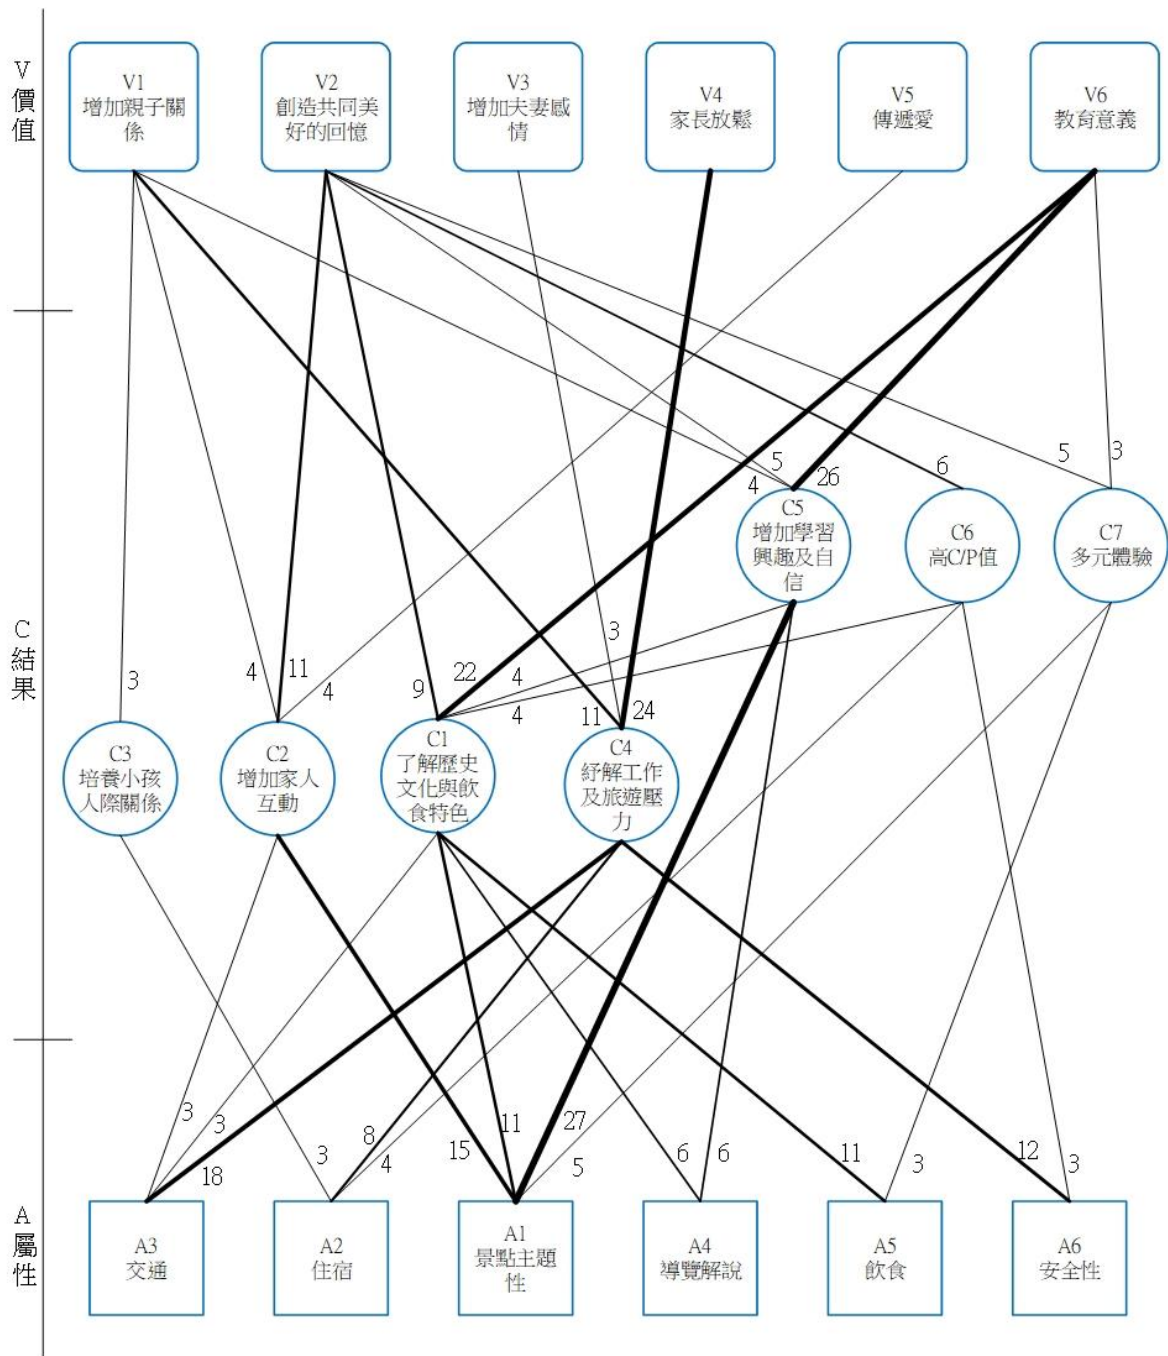 V
價
值
V1
增加親子關
係
V2
創造共同美
好的回憶
V3
增加夫妻感
情
V4
家長放鬆
V5
傳遞愛
V6
教育意義
5
4
26
6
5
3
C5
增加學習
興趣及自
信
C6
高C/P值
C7
多元體驗
C
結
果
3
4
11
4
9
22
4
4
3
11
24
C3
培養小孩
人際關係
C2
增加家人
互動
C1
了解歷史
文化與飲
食特色
C4
紓解工作
及旅遊壓
力
3
3
18
3
8
4
15
11
27
5
6
6
11
3
12
3
A
屬
性
A3
交通
A2
住宿
A1
景點主題
性
A4
導覽解說
A5
飲食
A6
安全性